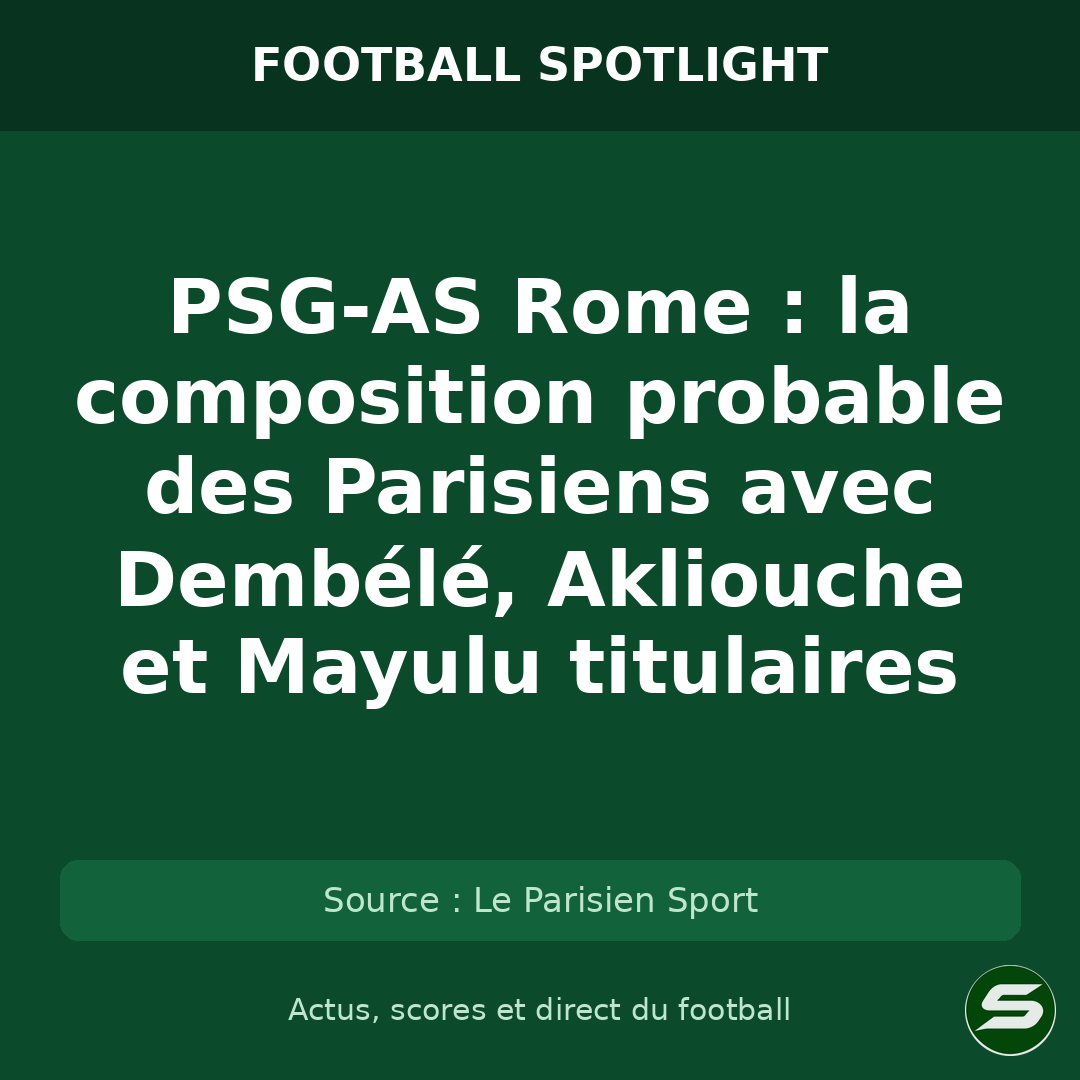 FOOTBALL SPOTLIGHT
PSG-AS Rome : la
composition probable
des Parisiens avec
Dembélé, Akliouche
et Mayulu titulaires
Source : Le Parisien Sport
Actus, scores et direct du football
S